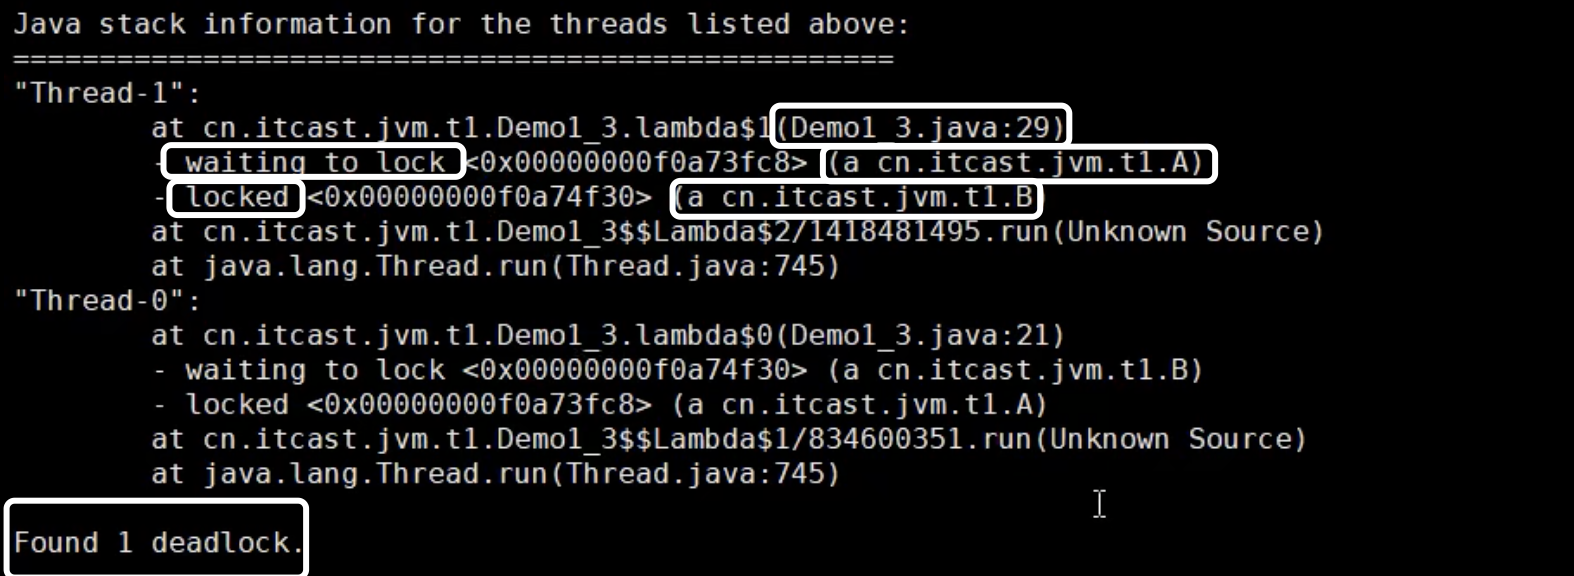 Java stack information for the threads listed above:
===================================================
"Thread-1":
at cn.itcast.jvm.t1.Demo1_3.lambda$1(Demo1_3.java:29)
- waiting to lock <0x00000000f0a73fc8> (a cn.itcast.jvm.t1.A)
- locked <0x00000000f0a74f30> (a cn.itcast.jvm.t1.B)
at cn.itcast.jvm.t1.Demo1_3$$Lambda$2/1418481495.run(Unknown Source)
at java.lang.Thread.run(Thread.java:745)
"Thread-0":
at cn.itcast.jvm.t1.Demo1_3.lambda$0(Demo1_3.java:21)
- waiting to lock <0x00000000f0a74f30> (a cn.itcast.jvm.t1.B)
- locked <0x00000000f0a73fc8> (a cn.itcast.jvm.t1.A)
at cn.itcast.jvm.t1.Demo1_3$$Lambda$1/834600351.run(Unknown Source)
at java.lang.Thread.run(Thread.java:745)
Found 1 deadlock.